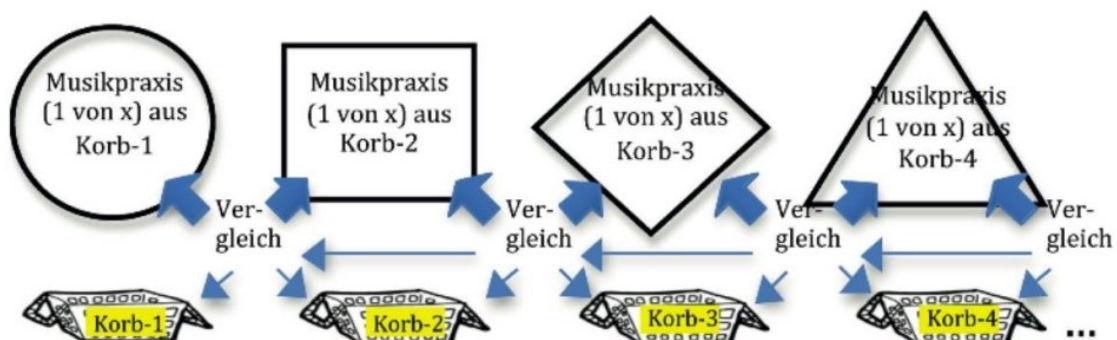 Musikpraxis
(1 von x) aus
Korb-1
Musikpraxis
(1 von x) aus
Korb-2
Musikpraxis
(1 von x) aus
Korb-3
Musikpraxis
(1 von x) aus
Korb-4
Ver-
gleich
Ver-
gleich
Ver-
gleich
Ver-
gleich
Korb-1
Korb-2
Korb-3
Korb-4
...